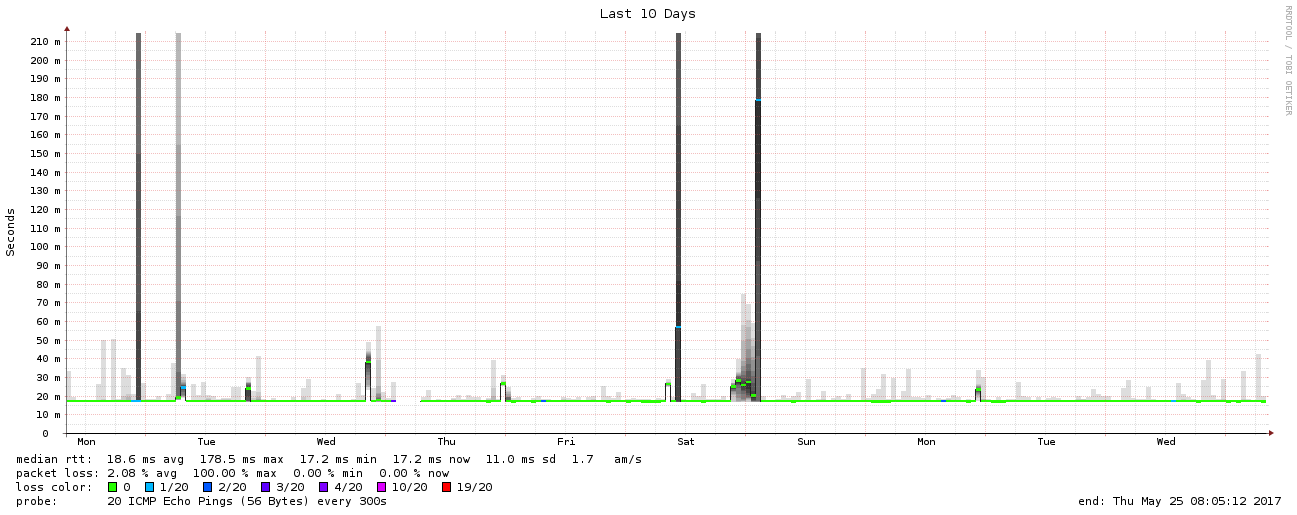 Last 10 Days
RRDTOOL / TOBI OETIKER
Seconds
210 m
200 m
190 m
180 m
170 m
160 m
150 m
140 m
130 m
120 m
110 m
100 m
90 m
80 m
70 m
60 m
50 m
40 m
30 m
20 m
10 m
0
Mon Tue Wed Thu Fri Sat Sun Mon Tue Wed
median rtt: 18.6 ms avg 178.5 ms max 17.2 ms min 17.2 ms now 11.0 ms sd 1.7 am/s
packet loss: 2.08 % avg 100.00 % max 0.00 % min 0.00 % now
loss color: 0 1/20 2/20 3/20 4/20 10/20 19/20
probe: 20 ICMP Echo Pings (56 Bytes) every 300s end: Thu May 25 08:05:12 2017